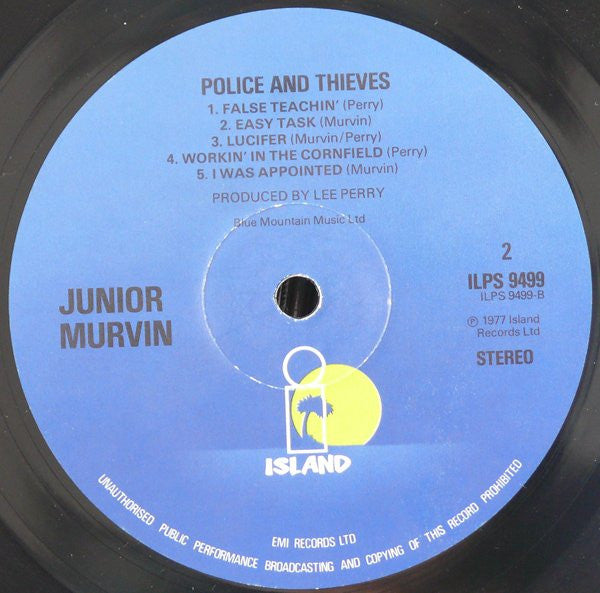 POLICE AND THIEVES
1. FALSE TEACHIN' (Perry)
2. EASY TASK (Murvin)
3. LUCIFER (Murvin/Perry)
4. WORKIN' IN THE CORNFIELD (Perry)
5. I WAS APPOINTED (Murvin)
PRODUCED BY LEE PERRY
Blue Mountain Music Ltd
JUNIOR
MURVIN
2
ILPS 9499
ILPS 9499-B
℗ 1977 Island
Records Ltd
STEREO
ISLAND
EMI RECORDS LTD
UNAUTHORISED PUBLIC PERFORMANCE BROADCASTING AND COPYING OF THIS RECORD PROHIBITED